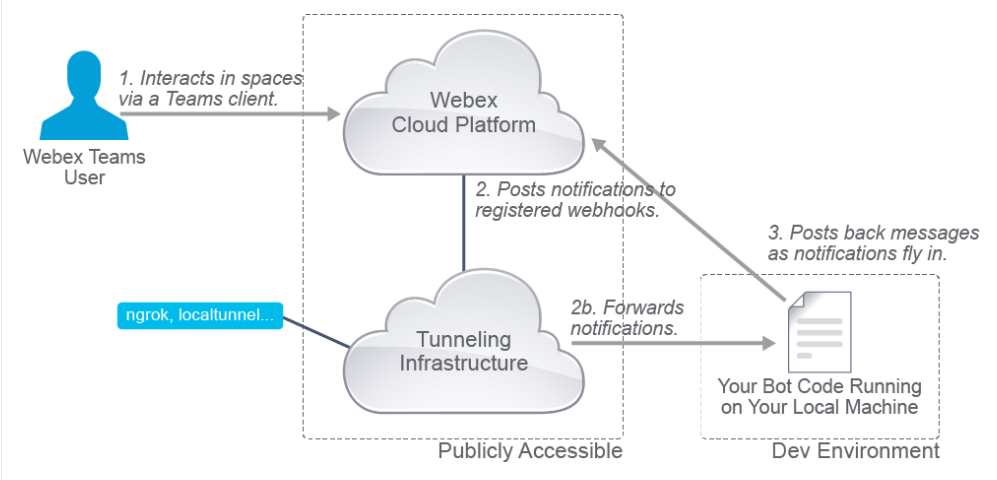 1. Interacts in spaces
via a Teams client.
Webex
Cloud Platform
Webex Teams
User
2. Posts notifications to
registered webhooks.
3. Posts back messages
as notifications fly in.
ngrok, localtunnel...
2b. Forwards
notifications.
Tunneling
Infrastructure
Your Bot Code Running
on Your Local Machine
Publicly Accessible
Dev Environment